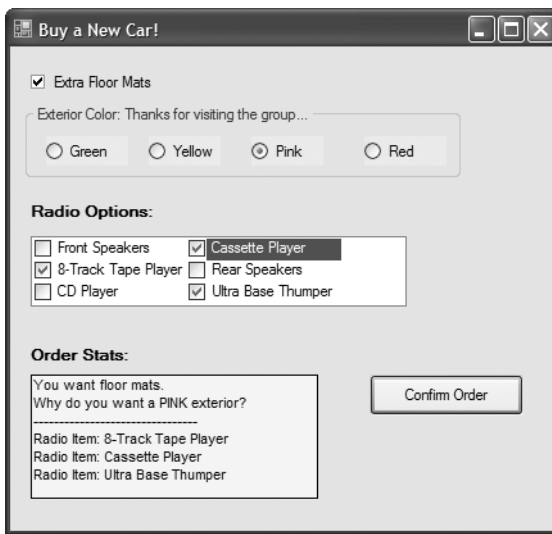 Buy a New Car!
Extra Floor Mats
Exterior Color: Thanks for visiting the group...
Green Yellow Pink Red
Radio Options:
Front Speakers Cassette Player
8-Track Tape Player Rear Speakers
CD Player Ultra Base Thumper
Order Stats:
You want floor mats.
Why do you want a PINK exterior?
--------------------------------
Radio Item: 8-Track Tape Player
Radio Item: Cassette Player
Radio Item: Ultra Base Thumper
Confirm Order